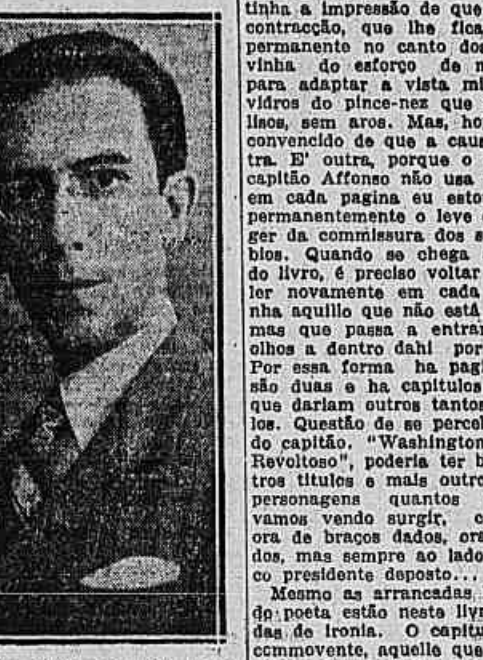 tinha a impressão de que
contracção, que lhe fica
permanente no canto dos
vinha do esforço de
para adaptar a vista
vidros do pince-nez que
lisos, sem aros. Mas,
convencido de que a
tra. E' outra, porque o
capitão Affonso não usa
em cada pagina eu
permanentemente o leve
ger da commissura dos
bios. Quando se chega
do livro, é preciso voltar
ler novamente em cada
nha aquillo que não está
mas que passa a entrar
olhos a dentro dahi por
Por essa forma ha
são duas e ha capitulos
que dariam outros tantos
los. Questão de se
do capitão. "Washington
Revoltoso", poderia ter
tros titulos e mais
personagens quantos
vamos vendo surgir,
ora de braços dados,
dos, mas sempre ao lado
co presidente deposto...
Mesmo as arrancadas
do poeta estão neste
das de ironia. O
commovente, aquelle que